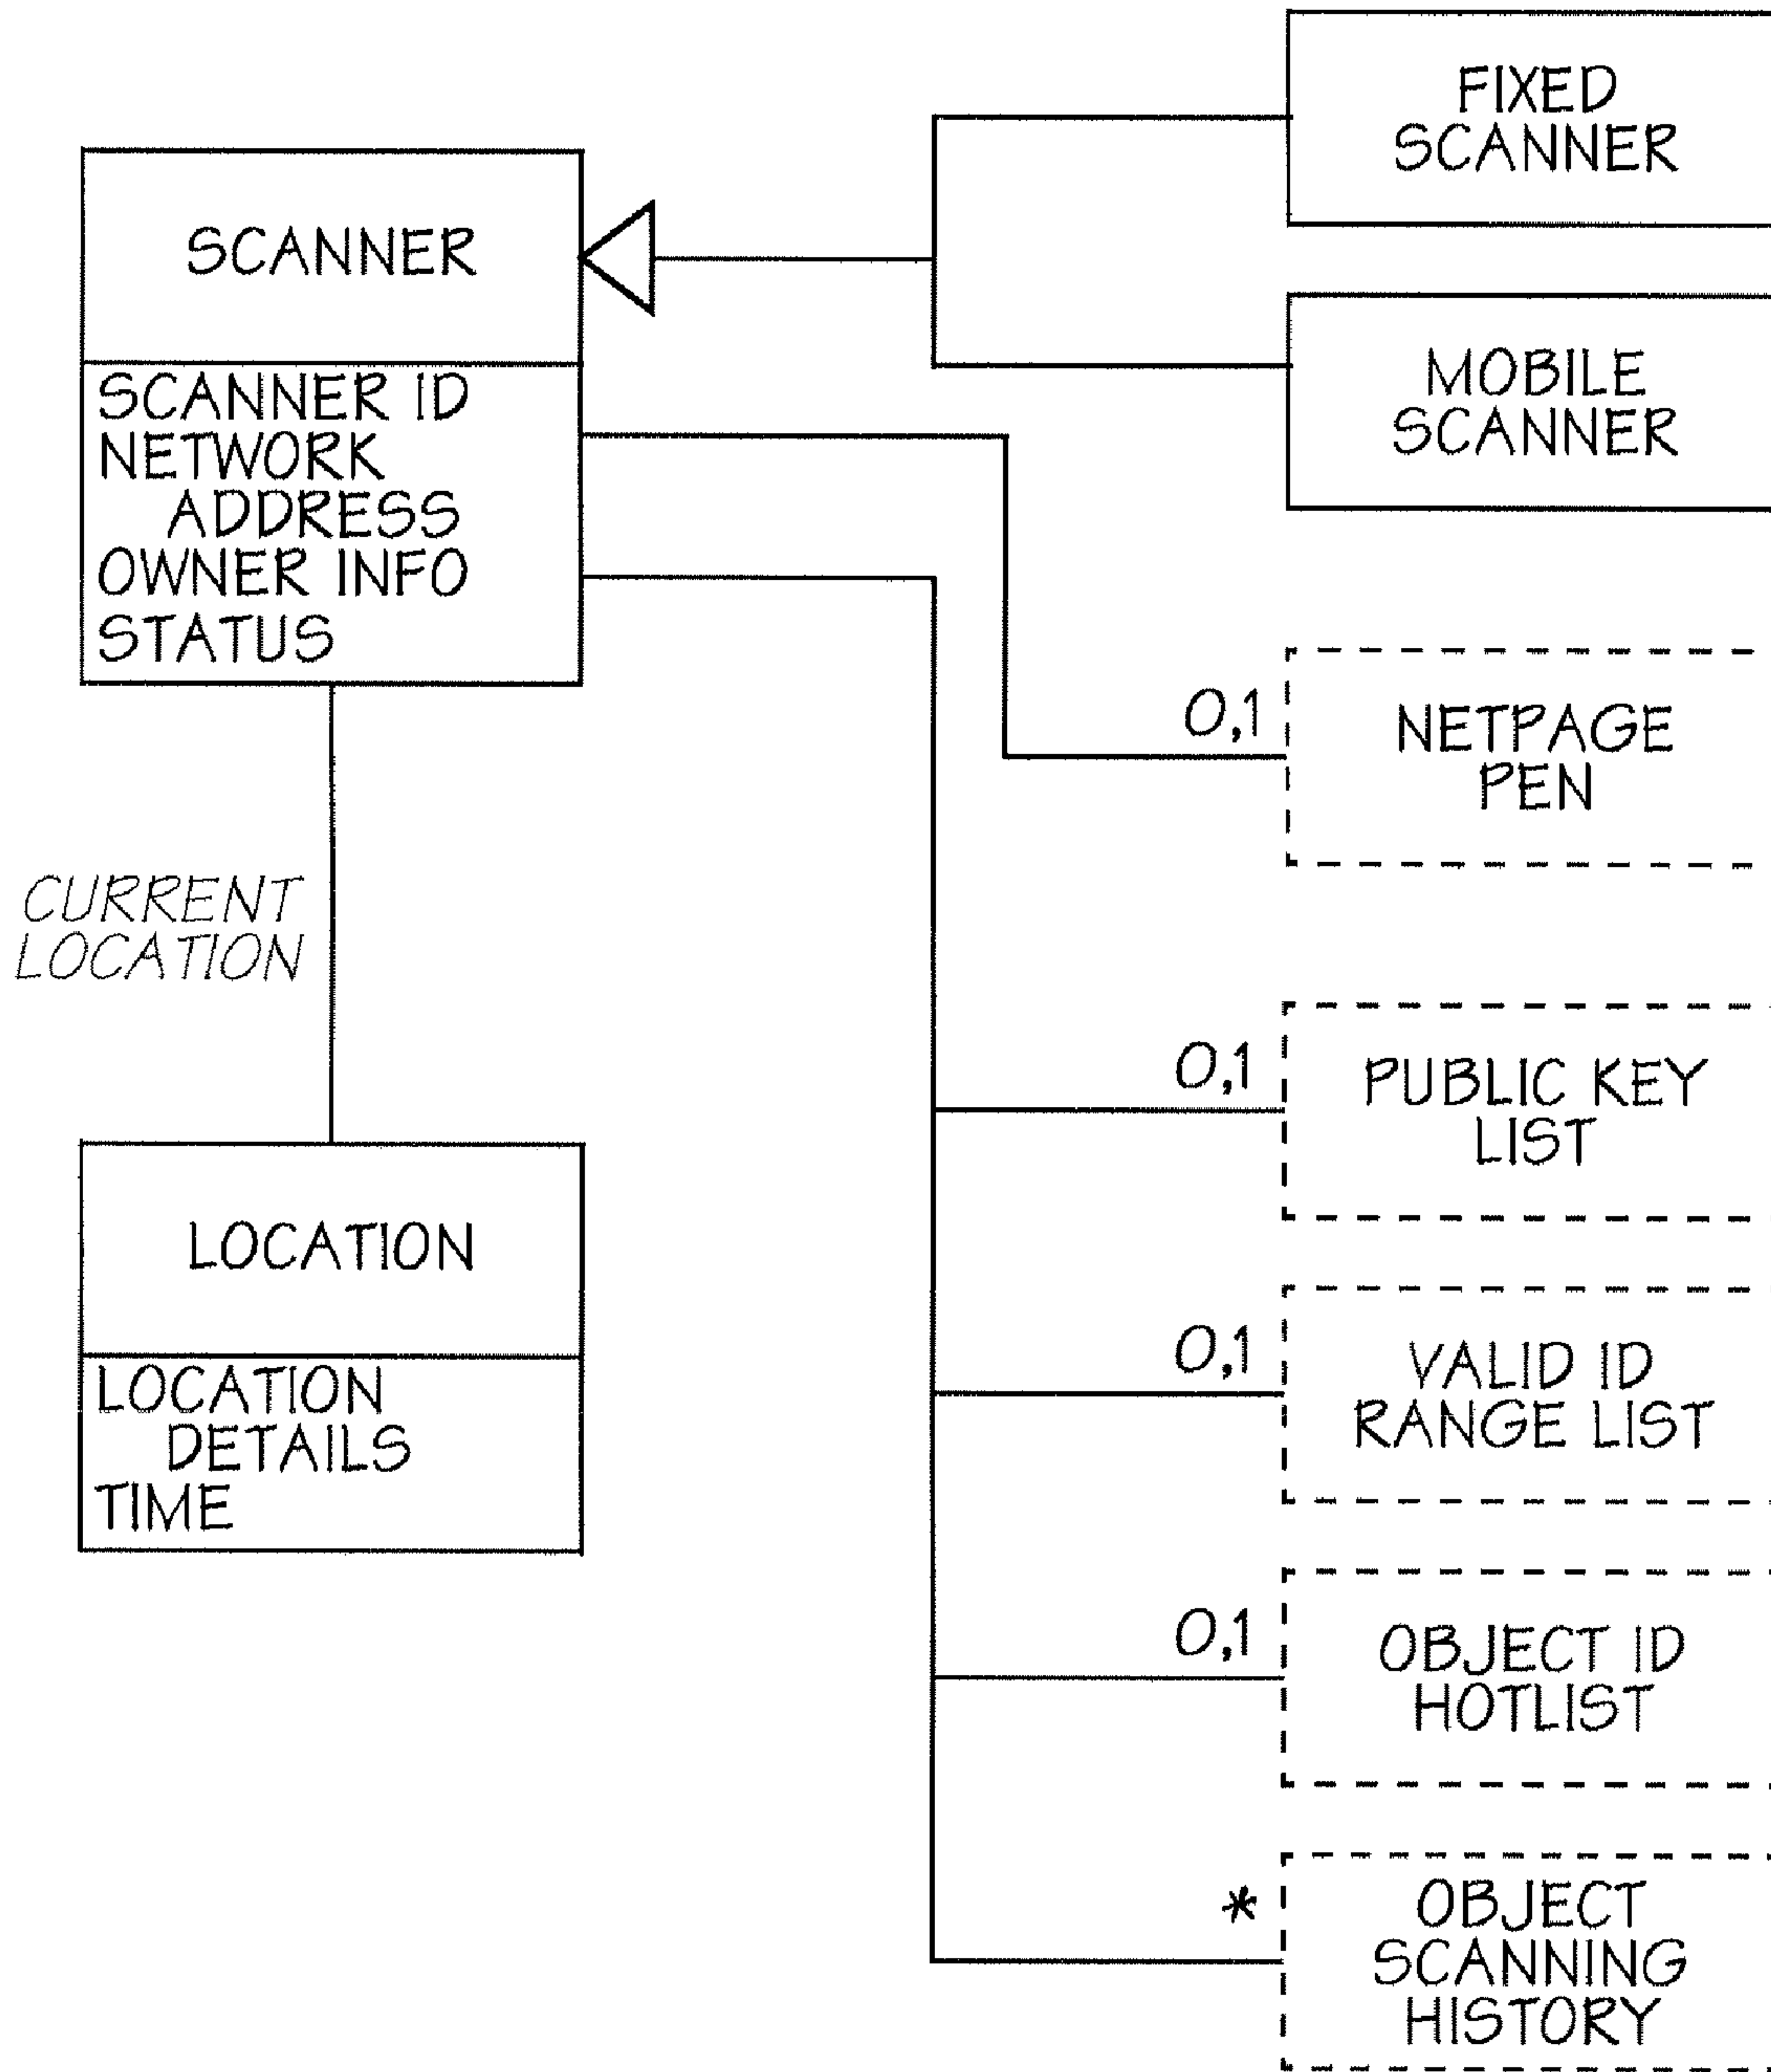 FIXED
SCANNER
SCANNER
MOBILE
SCANNER
SCANNER ID
NETWORK
ADDRESS
OWNER INFO
STATUS
0,1
NETPAGE
PEN
CURRENT
LOCATION
0,1
PUBLIC KEY
LIST
LOCATION
0,1
VALID ID
RANGE LIST
LOCATION
DETAILS
TIME
0,1
OBJECT ID
HOTLIST
*
OBJECT
SCANNING
HISTORY